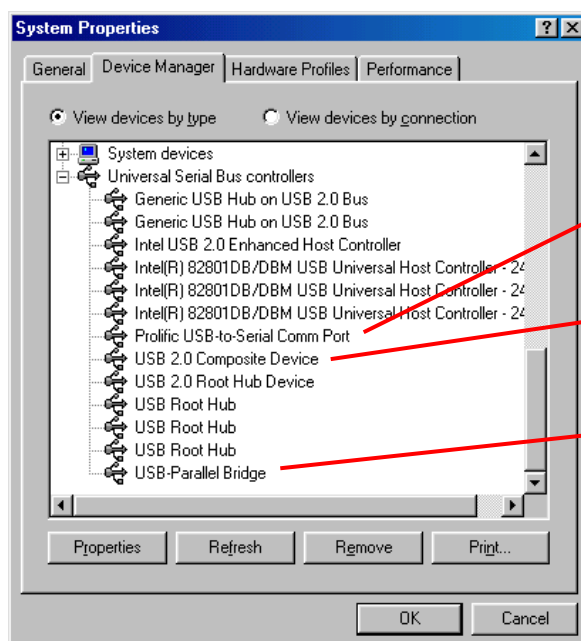 System Properties
General Device Manager Hardware Profiles Performance
View devices by type View devices by connection
System devices
Universal Serial Bus controllers
Generic USB Hub on USB 2.0 Bus
Generic USB Hub on USB 2.0 Bus
Intel USB 2.0 Enhanced Host Controller
Intel(R) 82801DB/DBM USB Universal Host Controller - 24
Intel(R) 82801DB/DBM USB Universal Host Controller - 24
Intel(R) 82801DB/DBM USB Universal Host Controller - 24
Prolific USB-to-Serial Comm Port
USB 2.0 Composite Device
USB 2.0 Root Hub Device
USB Root Hub
USB Root Hub
USB Root Hub
USB-Parallel Bridge
Properties Refresh Remove Print...
OK Cancel